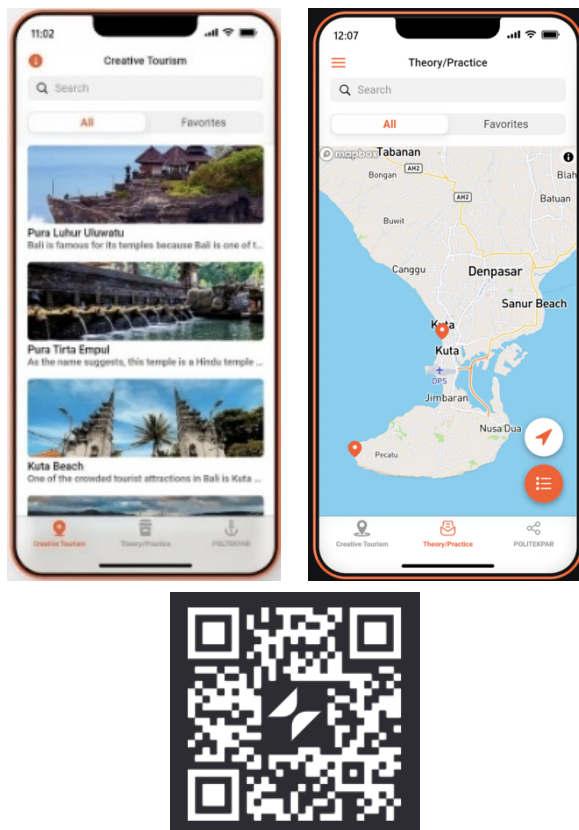 11:02
Creative Tourism
Search
All
Favorites
Pura Luhur Uluwatu
Bali is famous for its temples because Bali is one of t...
Pura Tirta Empul
As the name suggests, this temple is a Hindu temple ...
Kuta Beach
One of the crowded tourist attractions in Bali is Kuta ...
Creative Tourism
Theory/Practice
POLTEKPAR
12:07
Theory/Practice
Search
All
Favorites
mapbox
Tabanan
Bongan
AH2
Blah
AH2
Batuan
Buwit
Canggu
Denpasar
Sanur Beach
Kuta
Kuta
DPS
Jimbaran
Nusa Dua
Pecatu
Creative Tourism
Theory/Practice
POLITEKPAR